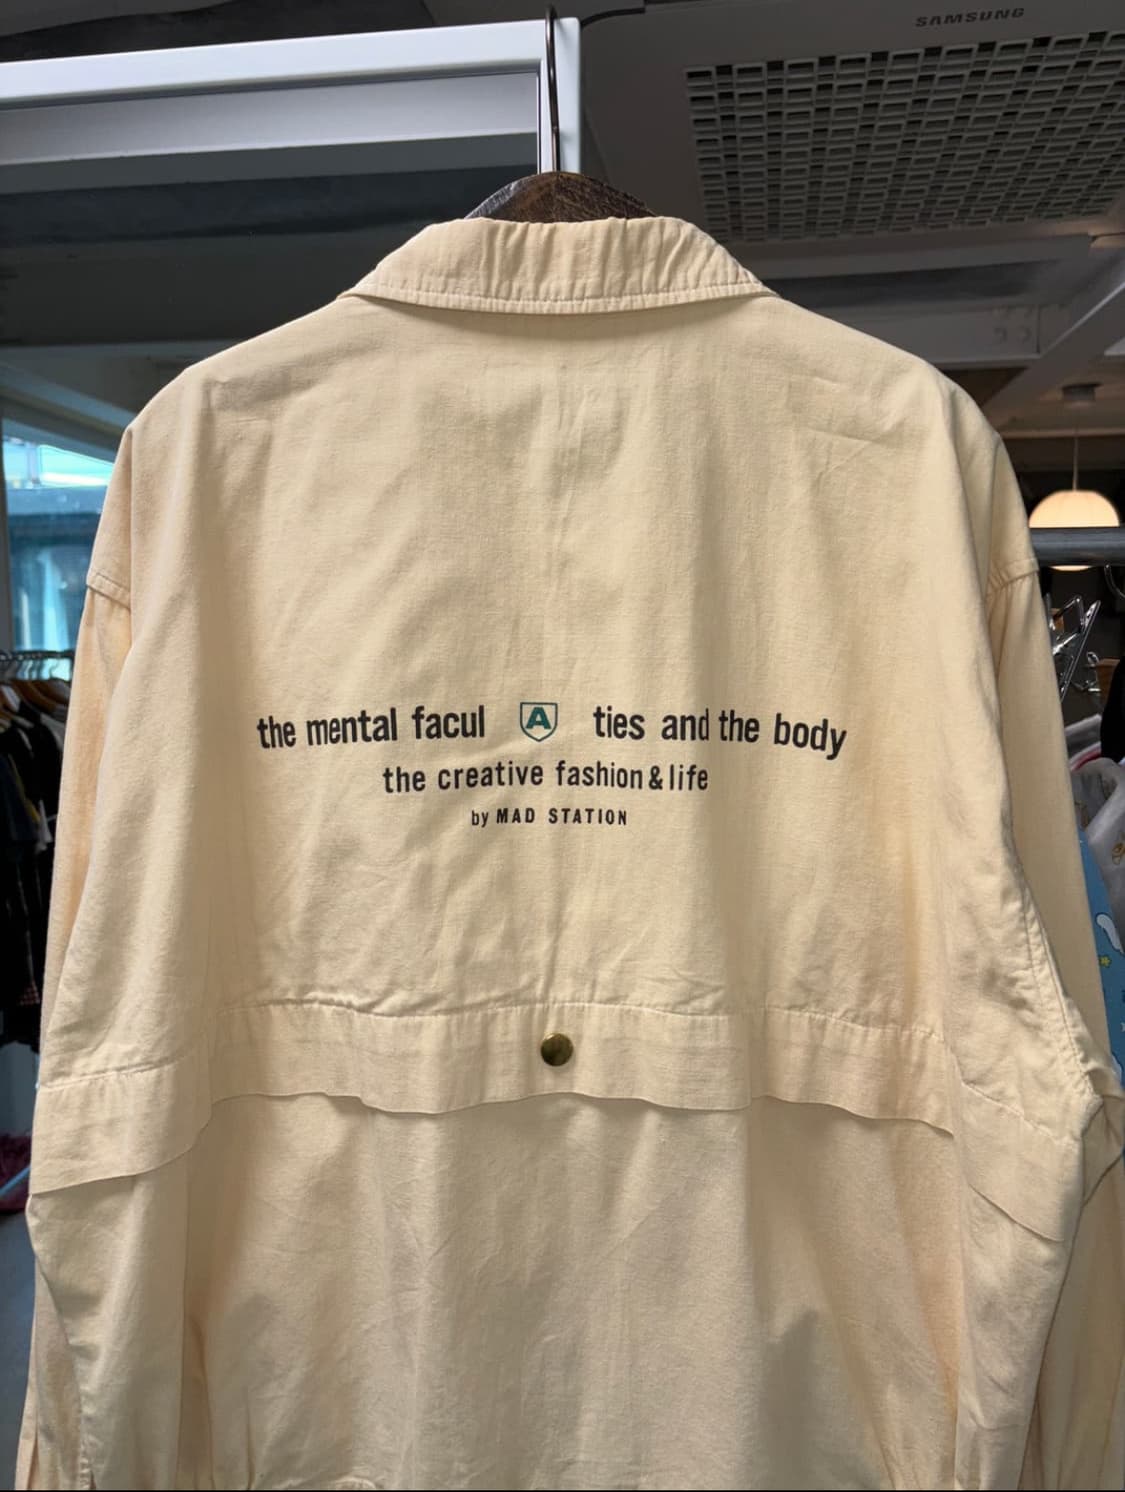 SAMSUNG
the mental facul A ties and the body
the creative fashion & life
by MAD STATION